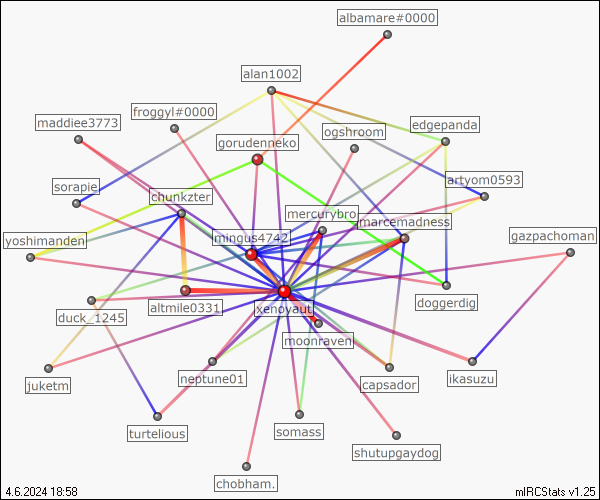 albamare#0000
alan1002
froggyl#0000
maddiee3773
ogshroom
edgepanda
gorudenneko
artyom0593
sorapie
chunkzter
mercurybro
marcemadness
yoshimanden
mingus4742
gazpachoman
altmile0331
xenoyaut
doggerdig
duck_1245
moonraven
juketm
neptune01
capsador
ikasuzu
turtelious
somass
shutupgaydog
chobham.
4.6.2024 18:58
mIRCStats v1.25